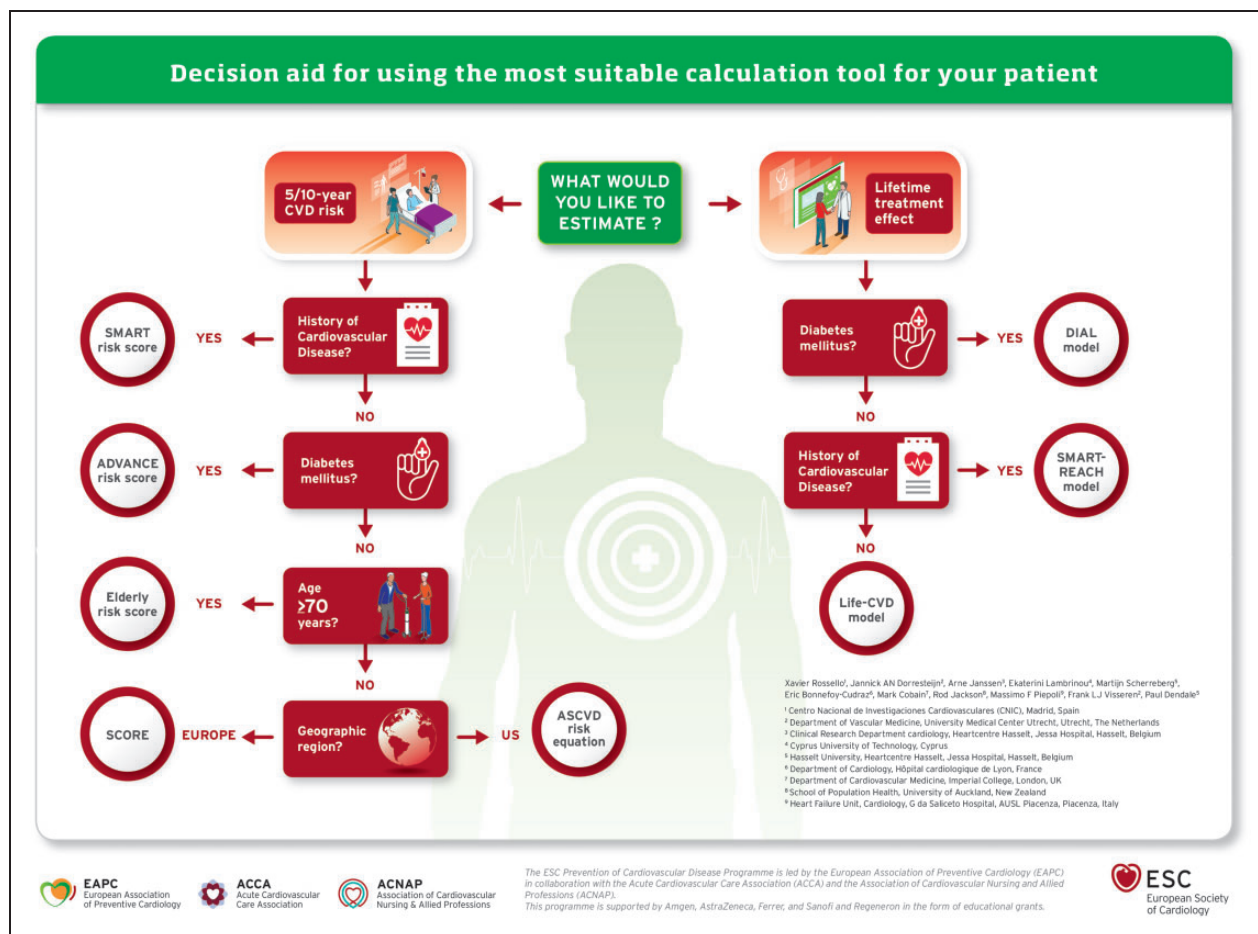 Decision aid for using the most suitable calculation tool for your patient
5/10-year
CVD risk
WHAT WOULD
YOU LIKE TO
ESTIMATE ?
Lifetime
treatment
effect
SMART
risk score
YES
History of
Cardiovascular
Disease?
NO
ADVANCE
risk score
YES
Diabetes
mellitus?
NO
Elderly
risk score
YES
Age
≥70
years?
NO
SCORE
EUROPE
Geographic
region?
US
ASCVD
risk
equation
Diabetes
mellitus?
YES
DIAL
model
NO
History of
Cardiovascular
Disease?
YES
SMART-
REACH
model
NO
Life-CVD
model
Xavier Rossello¹, Jannick AN Dorresteijn², Arne Janssen³, Ekaterini Lambrinou⁴, Martijn Scherrenberg⁵,
Eric Bonnefoy-Cudraz⁶, Mark Cobain⁷, Rod Jackson⁸, Massimo F Piepoli⁹, Frank LJ Visseren², Paul Dendale⁵
¹ Centro Nacional de Investigaciones Cardiovasculares (CNIC), Madrid, Spain
² Department of Vascular Medicine, University Medical Center Utrecht, Utrecht, The Netherlands
³ Clinical Research Department cardiology, Heartcentre Hasselt, Jessa Hospital, Hasselt, Belgium
⁴ Cyprus University of Technology, Cyprus
⁵ Hasselt University, Heartcentre Hasselt, Jessa Hospital, Hasselt, Belgium
⁶ Department of Cardiology, Hôpital cardiologique de Lyon, France
⁷ Department of Cardiovascular Medicine, Imperial College, London, UK
⁸ School of Population Health, University of Auckland, New Zealand
⁹ Heart Failure Unit, Cardiology, G da Saliceto Hospital, AUSL Piacenza, Piacenza, Italy
EAPC
European Association
of Preventive Cardiology
ACCA
Acute Cardiovascular
Care Association
ACNAP
Association of Cardiovascular
Nursing & Allied Professions
The ESC Prevention of Cardiovascular Disease Programme is led by the European Association of Preventive Cardiology (EAPC)
in collaboration with the Acute Cardiovascular Care Association (ACCA) and the Association of Cardiovascular Nursing and Allied
Professions (ACNAP).
This programme is supported by Amgen, AstraZeneca, Ferrer, and Sanofi and Regeneron in the form of educational grants.
ESC
European Society
of Cardiology